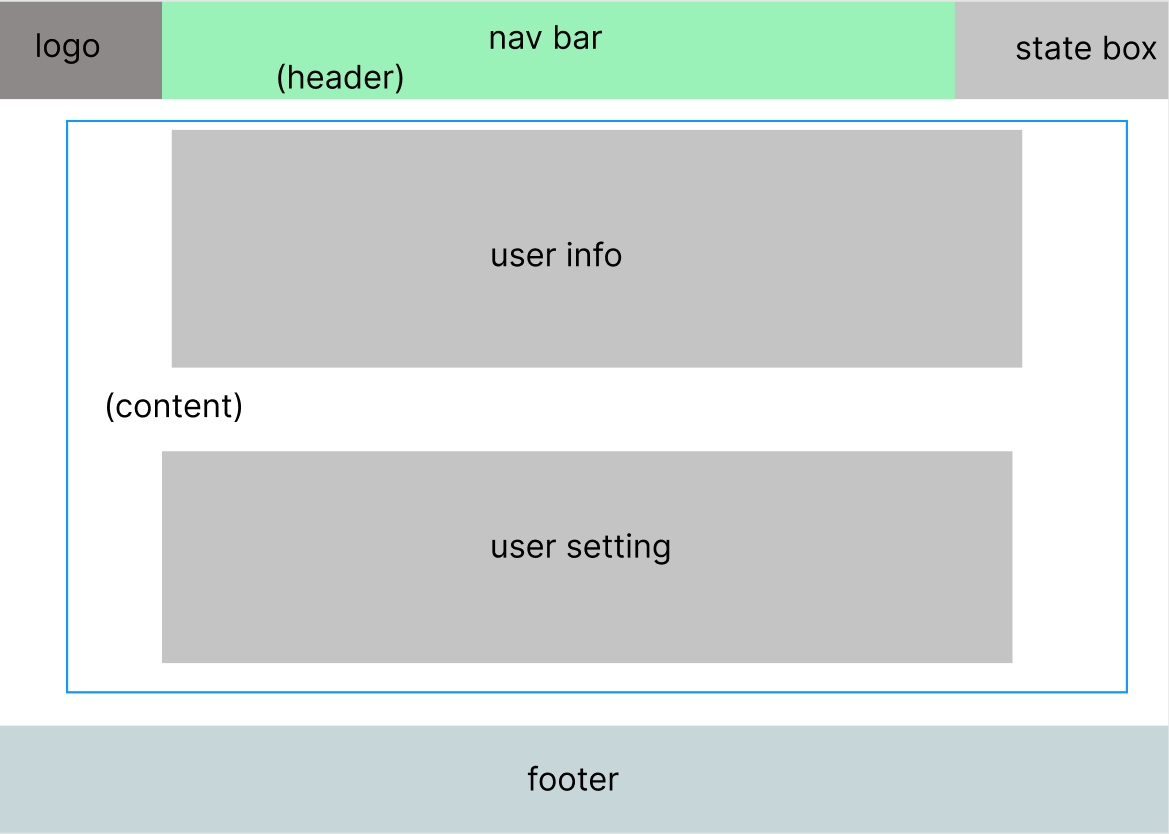 logo
nav bar
state box
(header)
user info
(content)
user setting
footer